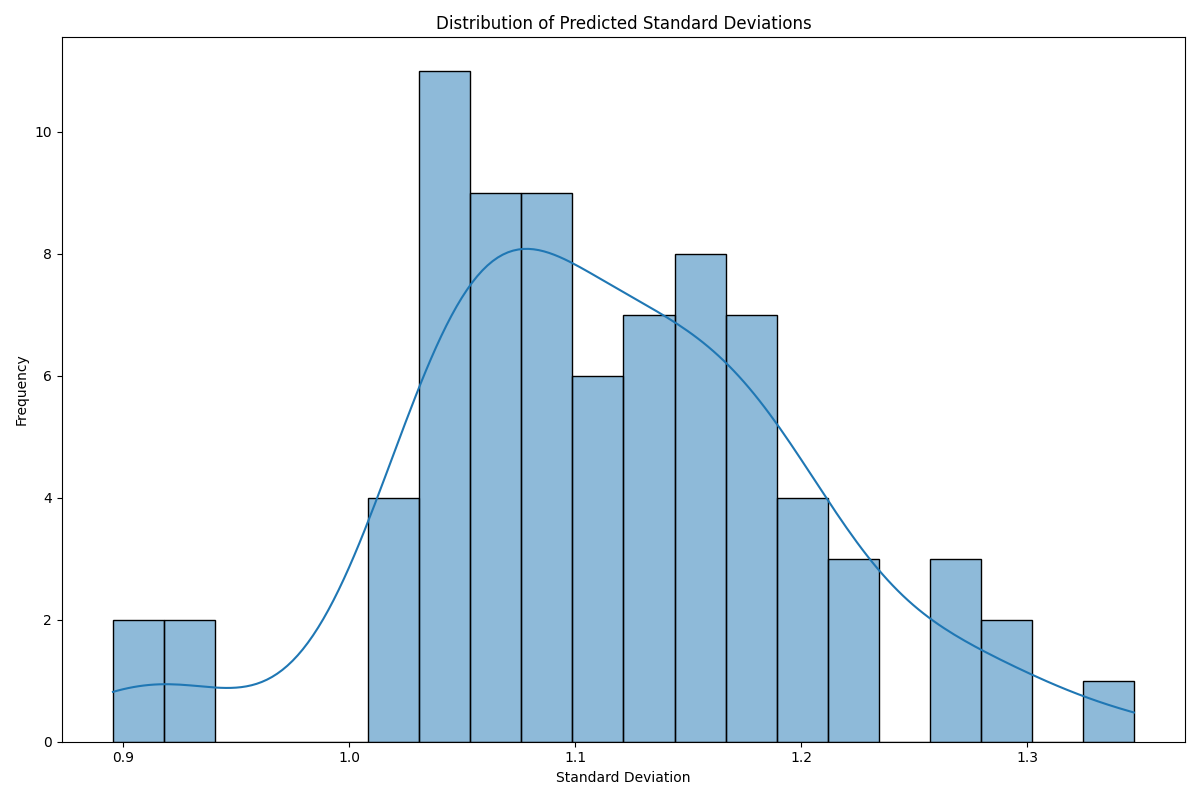 Distribution of Predicted Standard Deviations
Frequency
10
8
6
4
2
0
0.9 1.0 1.1 1.2 1.3
Standard Deviation